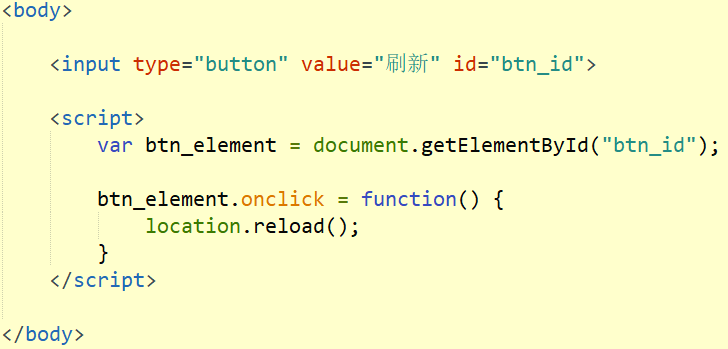 <body>
<input type="button" value="刷新" id="btn_id">
<script>
var btn_element = document.getElementById("btn_id");
btn_element.onclick = function() {
location.reload();
}
</script>
</body>